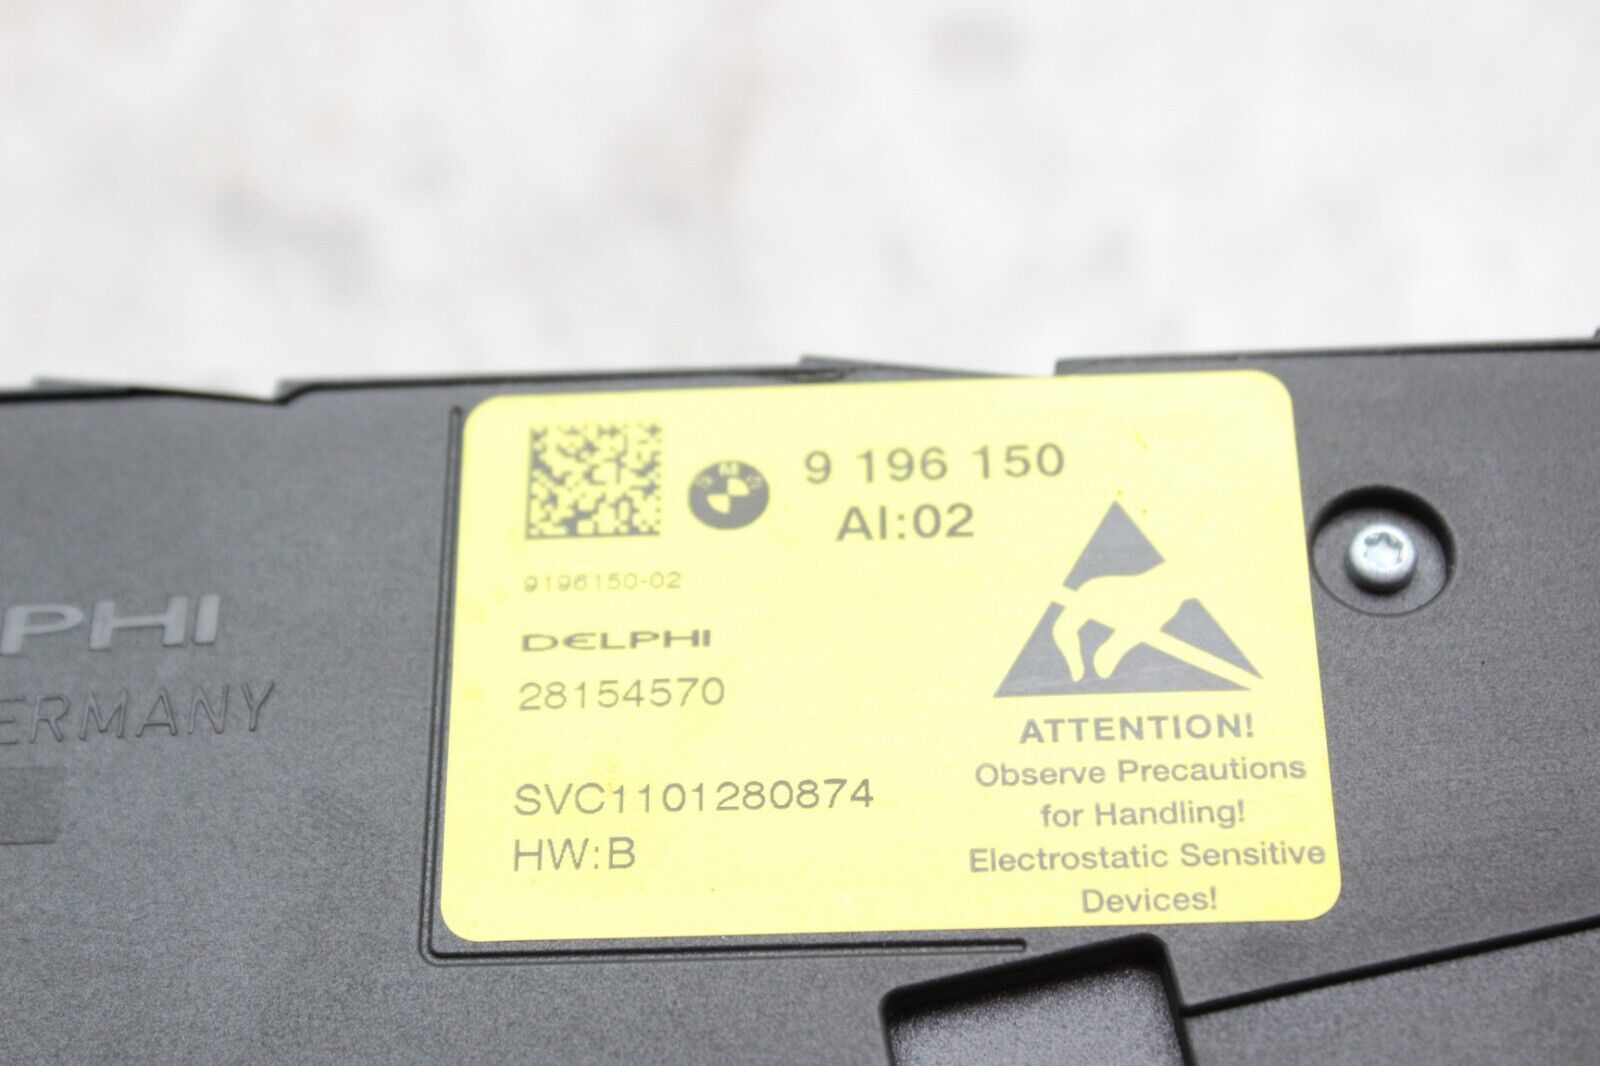 9 196 150
AI:02
9196150-02
DELPHI
28154570
SVC1101280874
HW:B
ATTENTION!
Observe Precautions
for Handling!
Electrostatic Sensitive
Devices!
PHI
ERMANY
BMW